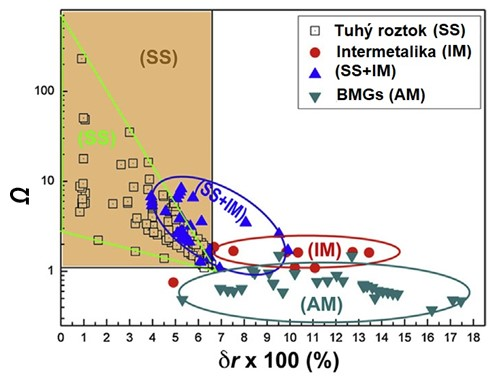 Tuhý roztok (SS)
Intermetalika (IM)
(SS+IM)
BMGs (AM)
(SS)
(SS)
SS+IM)
(IM)
(AM)
100
10
1
Ω
0 1 2 3 4 5 6 7 8 9 10 11 12 13 14 15 16 17 18
δr x 100 (%)